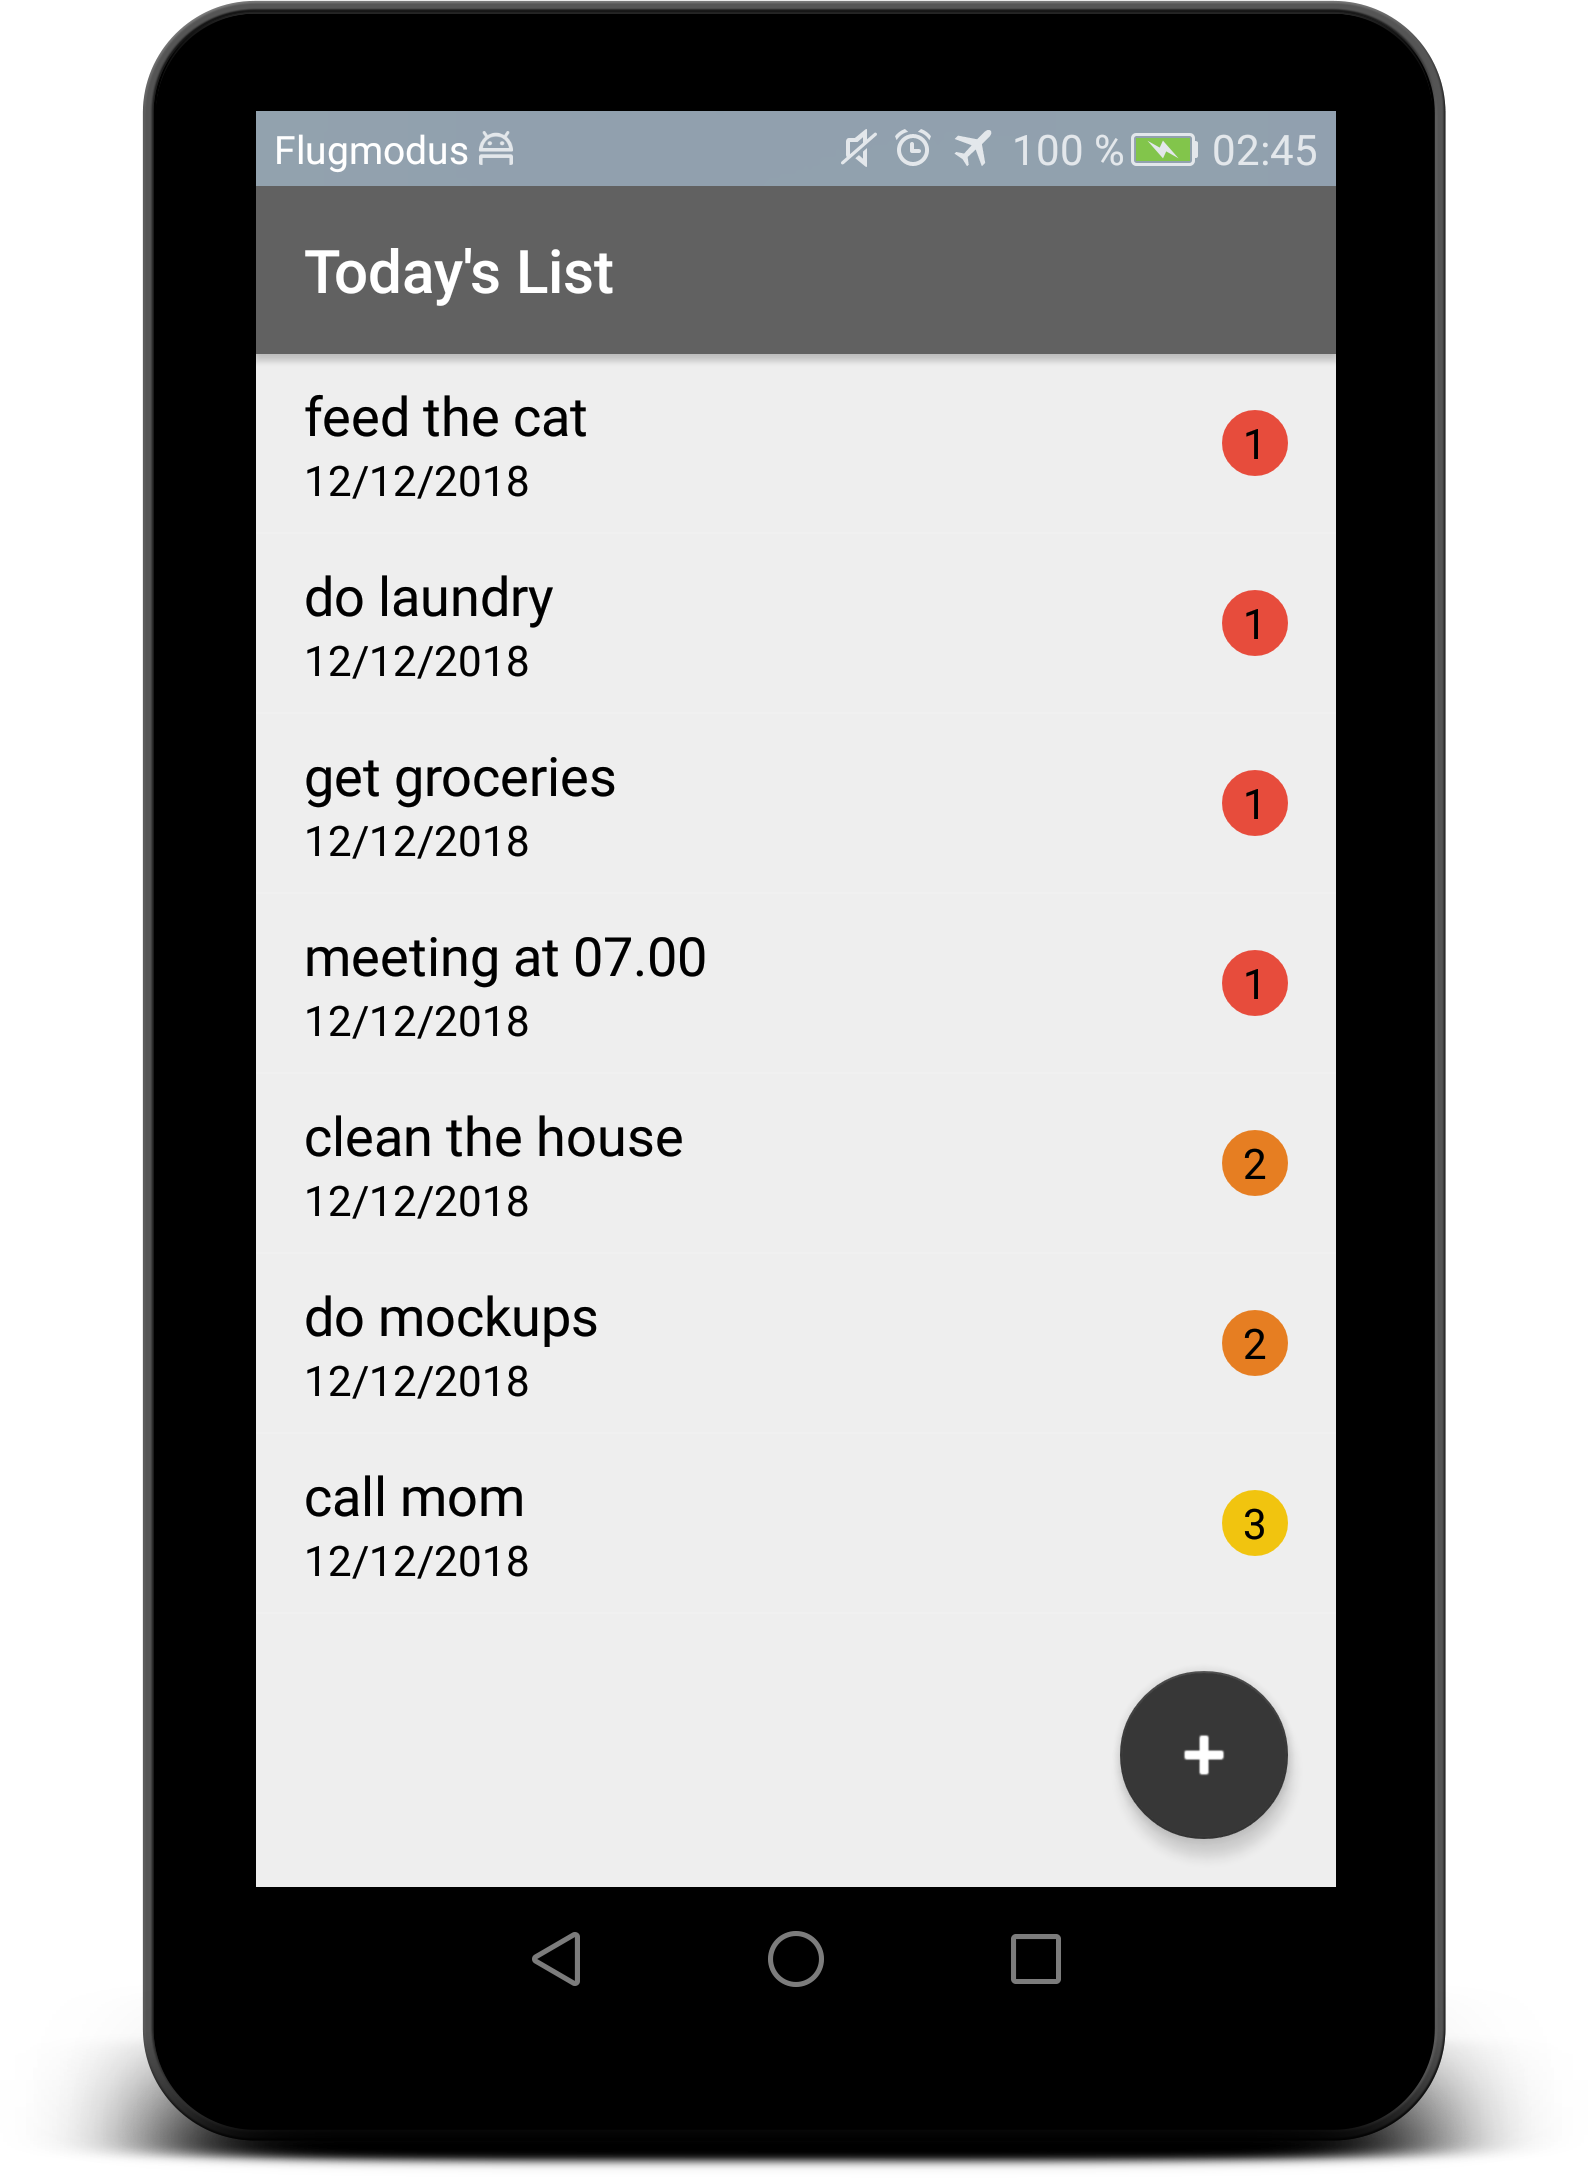 Flugmodus 100 % 02:45
Today's List
feed the cat
12/12/2018
1
do laundry
12/12/2018
1
get groceries
12/12/2018
1
meeting at 07.00
12/12/2018
1
clean the house
12/12/2018
2
do mockups
12/12/2018
2
call mom
12/12/2018
3
+